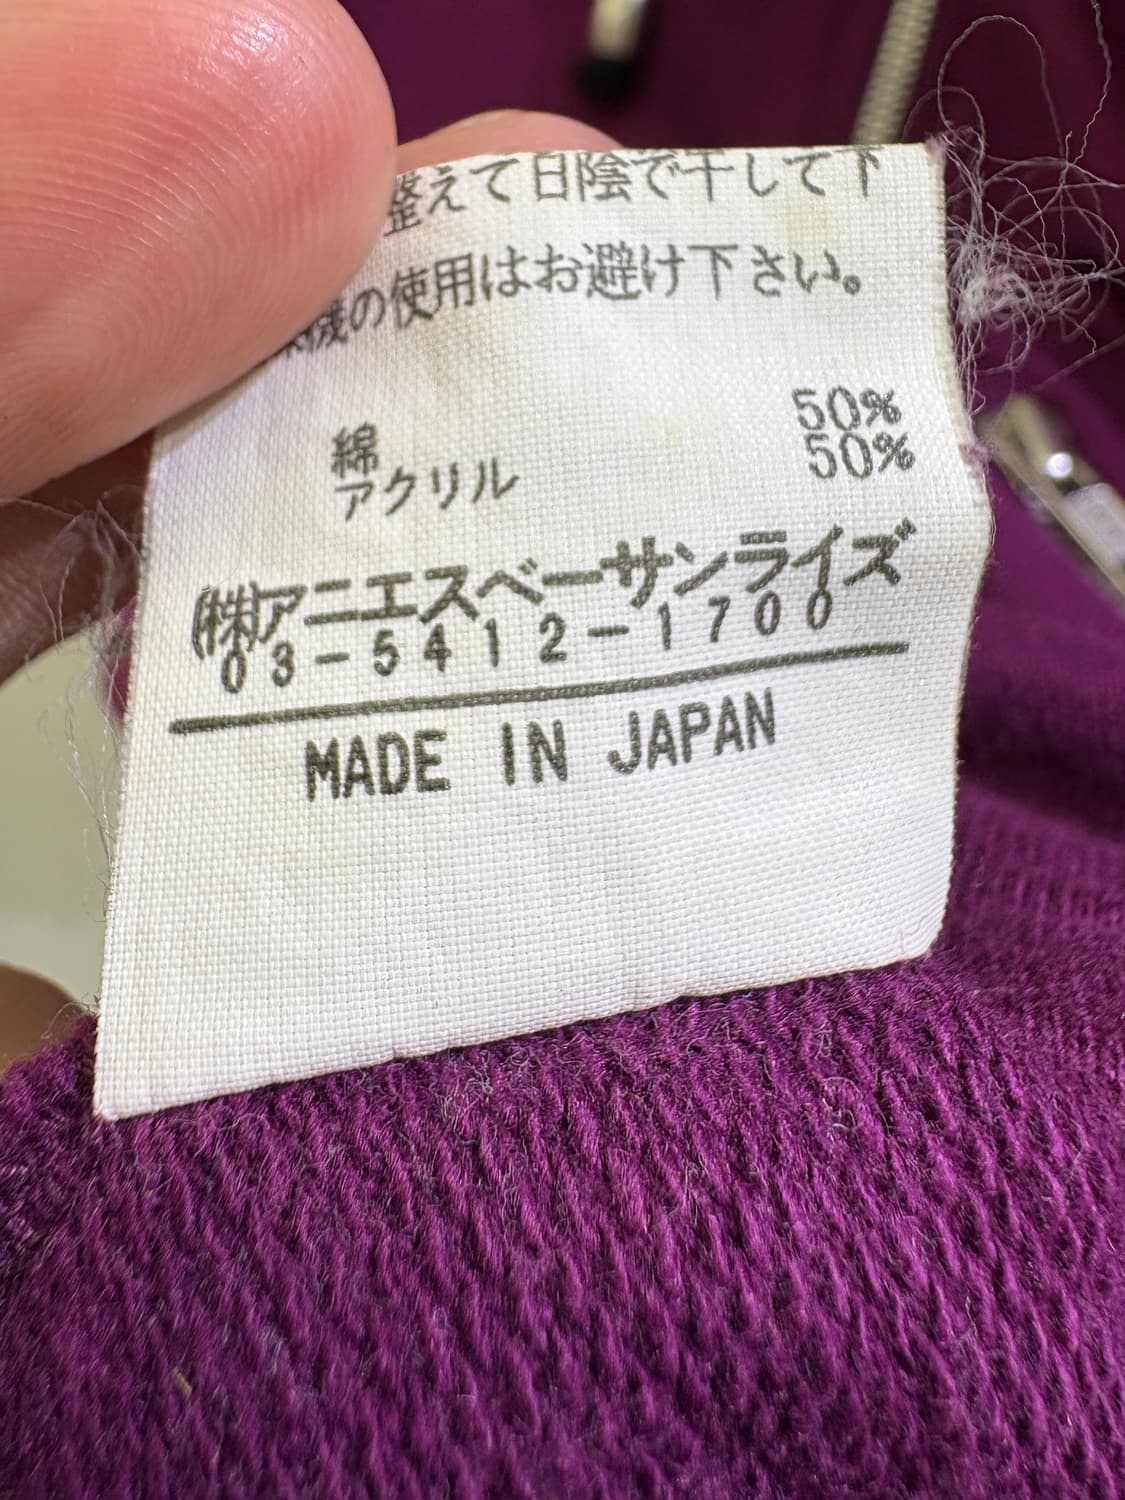 整えて日陰で干して下
機の使用はお避け下さい。
綿 50%
アクリル 50%
(株)アニエスベーサンライズ
03-5412-1700
MADE IN JAPAN